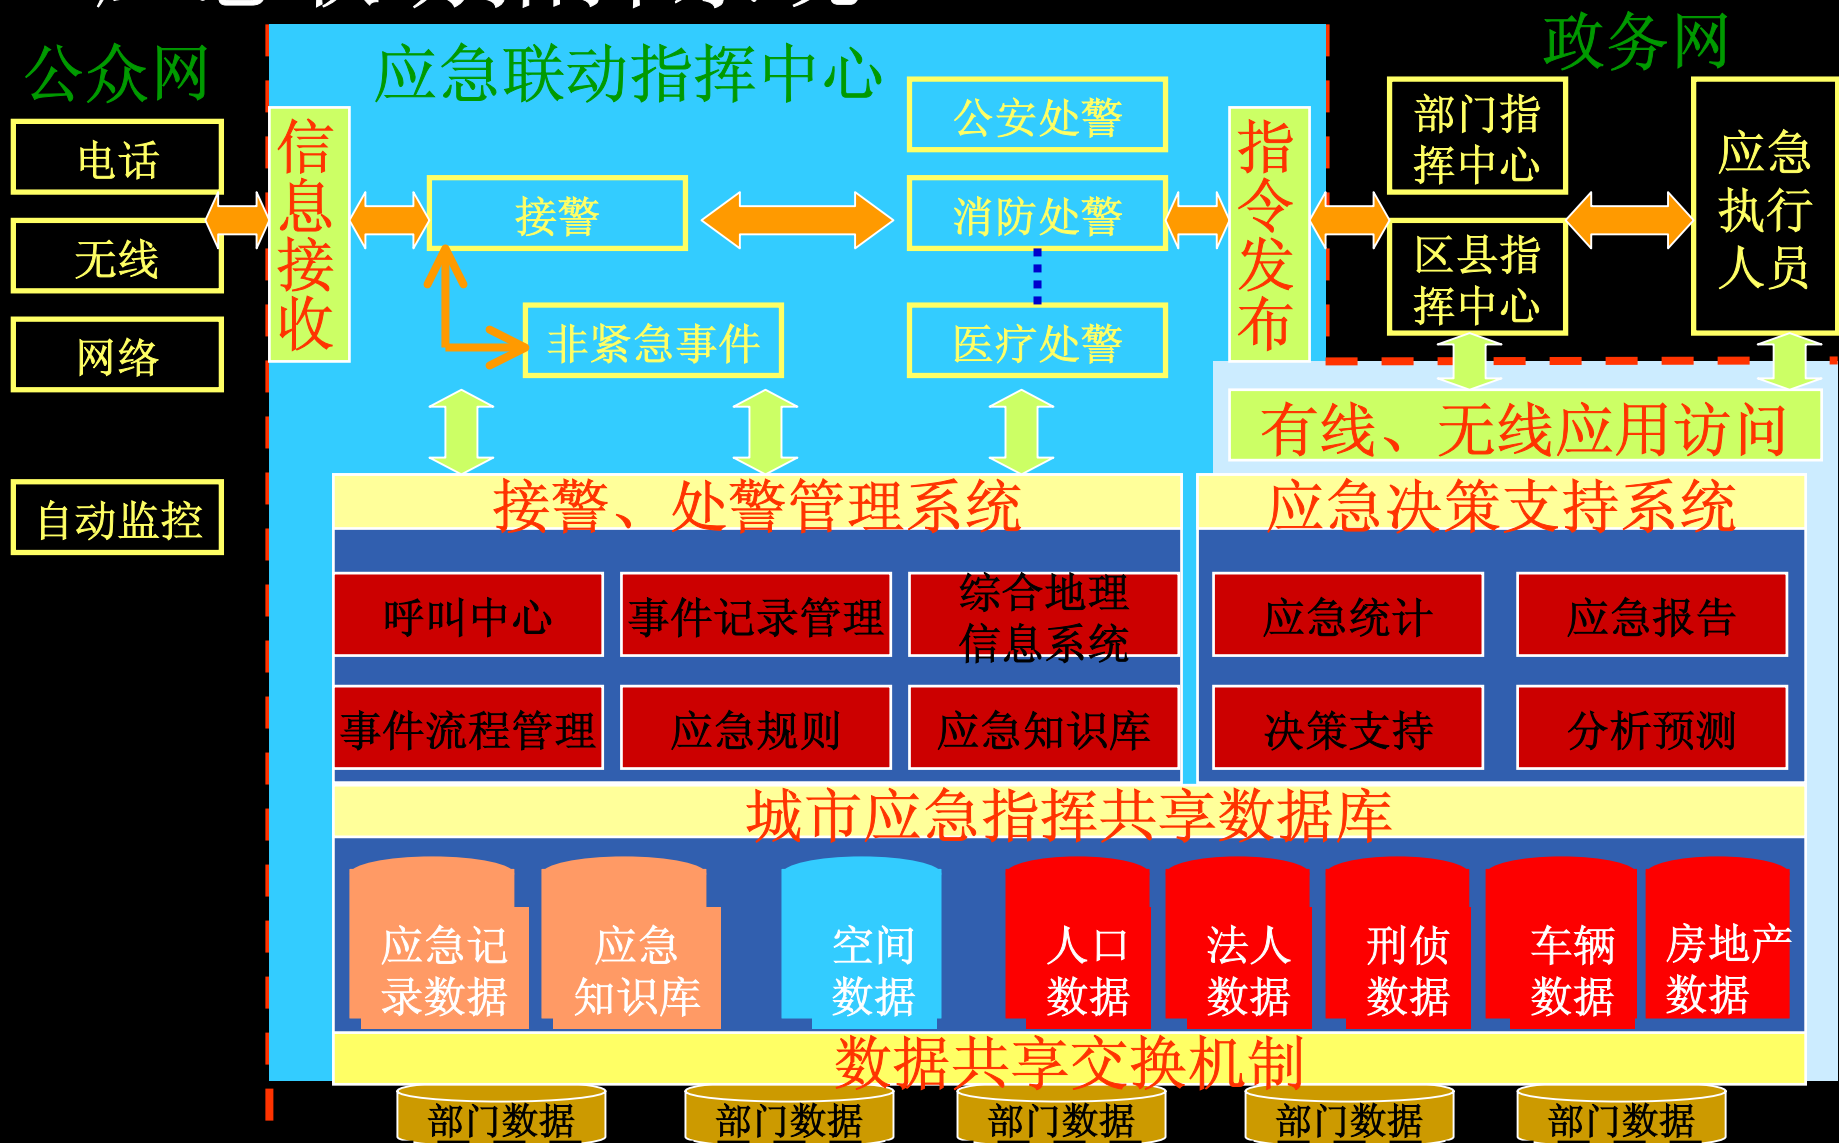 公众网
应急联动指挥中心
政务网
电话
无线
网络
自动监控
信息接收
接警
非紧急事件
公安处警
消防处警
医疗处警
指令发布
部门指
挥中心
区县指
挥中心
应急
执行
人员
有线、无线应用访问
接警、处警管理系统
应急决策支持系统
呼叫中心
事件记录管理
综合地理
信息系统
应急统计
应急报告
事件流程管理
应急规则
应急知识库
决策支持
分析预测
城市应急指挥共享数据库
应急记
录数据
应急
知识库
空间
数据
人口
数据
法人
数据
刑侦
数据
车辆
数据
房地产
数据
数据共享交换机制
部门数据
部门数据
部门数据
部门数据
部门数据